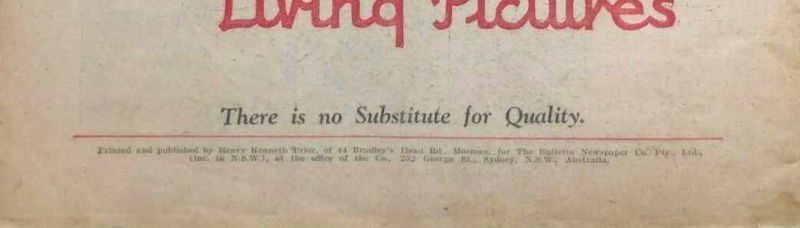 Living Pictures
There is no Substitute for Quality.
Printed and published by Henry Kenneth Prior, of 44 Bradley's Head Rd., Mosman, for The Bulletin Newspaper Co. Pty., Ltd.,
(inc. in N.S.W.), at the office of the Co., 252 George St., Sydney, N.S.W., Australia.